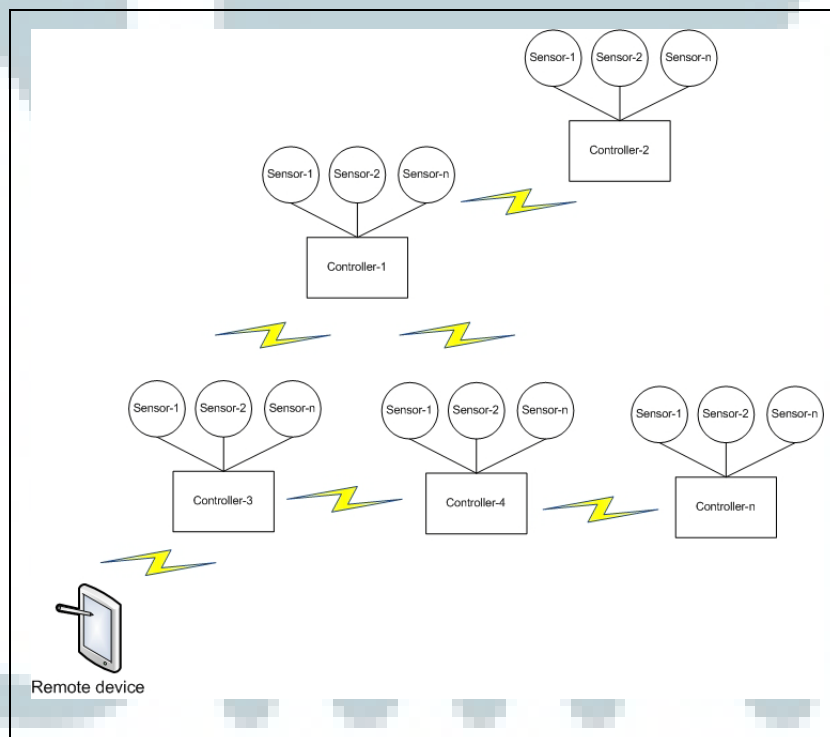 Sensor-1 Sensor-2 Sensor-n
Controller-2
Sensor-1 Sensor-2 Sensor-n
Controller-1
Sensor-1 Sensor-2 Sensor-n
Controller-3
Sensor-1 Sensor-2 Sensor-n
Controller-4
Sensor-1 Sensor-2 Sensor-n
Controller-n
Remote device